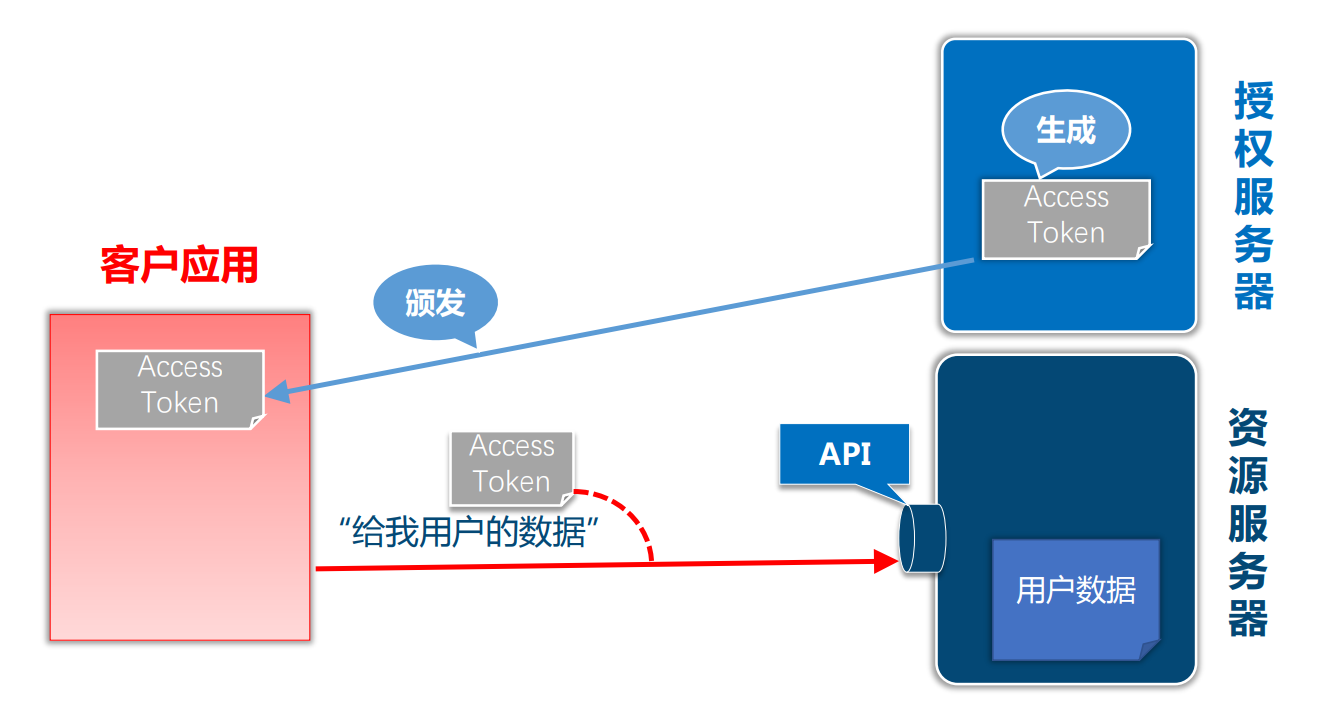 生成
Access
Token
授权服务器
客户应用
颁发
Access
Token
Access
Token
“给我用户的数据”
API
用户数据
资源服务器